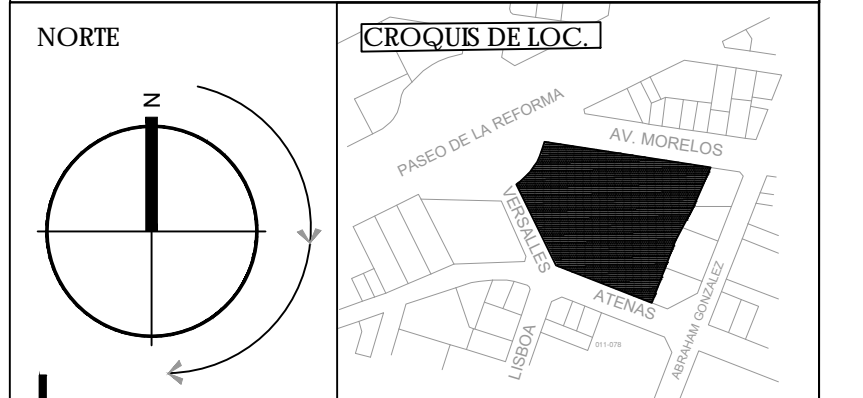 NORTE
N
CROQUIS DE LOC.
PASEO DE LA REFORMA
AV. MORELOS
VERSALLES
ATENAS
LISBOA
011-078
ABRAHAM GONZALEZ